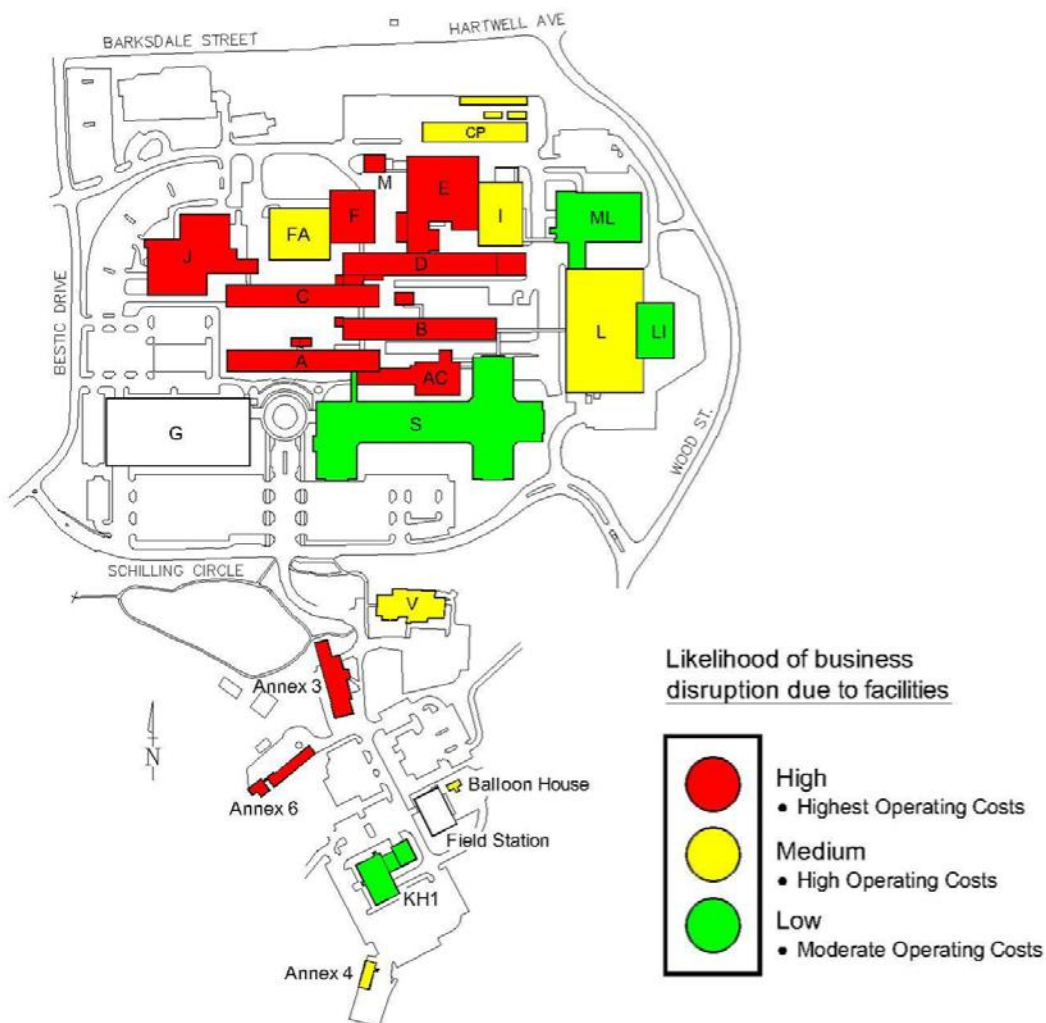 BARKSDALE STREET
HARTWELL AVE
CP
M
E
F
I
ML
FA
J
D
C
B
L
LI
A
AC
BESTIC DRIVE
G
S
WOOD ST.
SCHILLING CIRCLE
V
Annex 3
N
Annex 6
Balloon House
Field Station
KH1
Annex 4
Likelihood of business
disruption due to facilities
High
• Highest Operating Costs
Medium
• High Operating Costs
Low
• Moderate Operating Costs